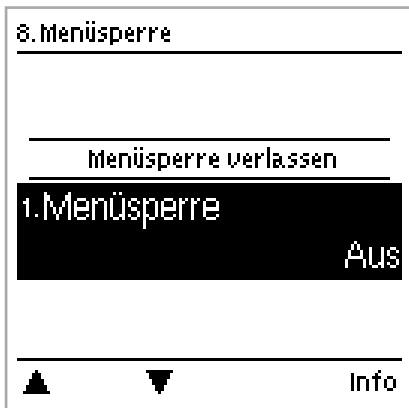 8. Menüsperre
Menüsperre verlassen
1. Menüsperre
Aus
Info